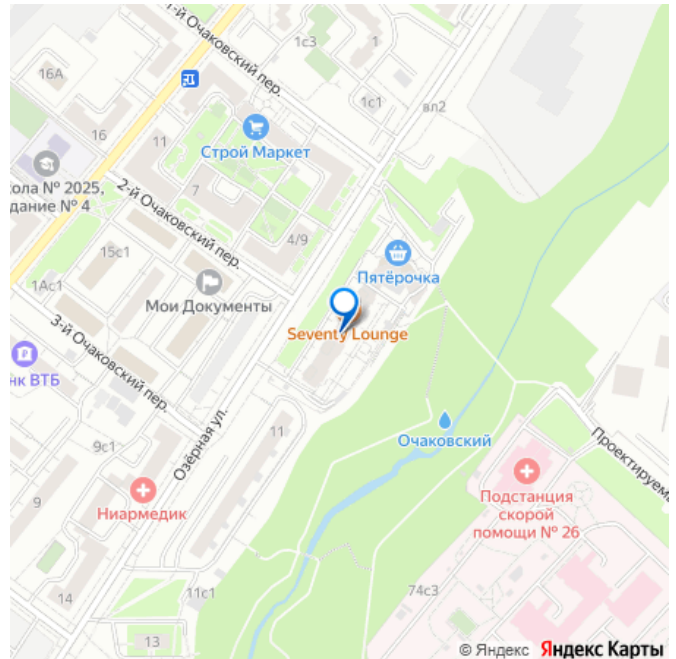 1-й Очаковский пер.
1с3
1
16А
1с1
вл2
11
16
Строй Маркет
кола № 2025,
дание № 4
7
2-й Очаковский пер.
4/9
15с1
Пятёрочка
1Ас1
Мои Документы
Seventy Lounge
3-й Очаковский пер.
нк ВТБ
Озёрная ул.
11
Очаковский
Проектируема
9с1
9
Ниармедик
Подстанция
скорой
помощи № 26
11с1
74с3
14
13
© Яндекс Яндекс Карты